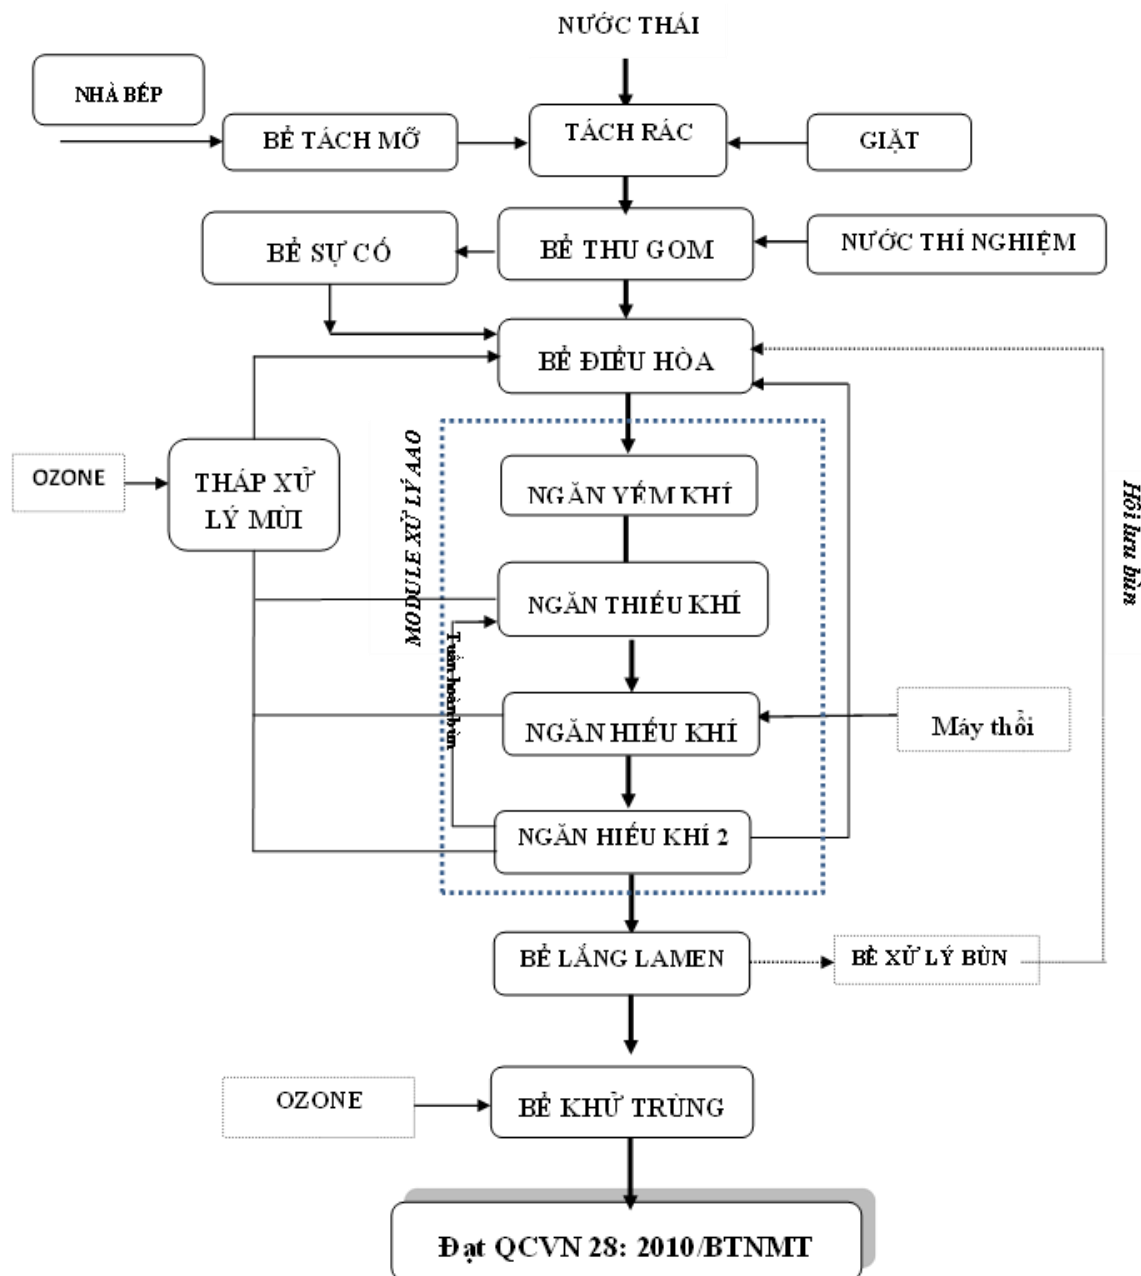 NƯỚC THẢI
NHÀ BẾP
BỂ TÁCH MỠ
TÁCH RÁC
GIẶT
BỂ SỰ CỐ
BỂ THU GOM
NƯỚC THÍ NGHIỆM
BỂ ĐIỀU HÒA
OZONE
THÁP XỬ
LÝ MÙI
MODULE XỬ LÝ AAO
NGĂN YẾM KHÍ
Hồi lưu bùn
NGĂN THIẾU KHÍ
Tuần hoàn bùn
NGĂN HIẾU KHÍ
Máy thổi
NGĂN HIẾU KHÍ 2
BỂ LẮNG LAMEN
BỂ XỬ LÝ BÙN
OZONE
BỂ KHỬ TRÙNG
Đạt QCVN 28: 2010/BTNMT